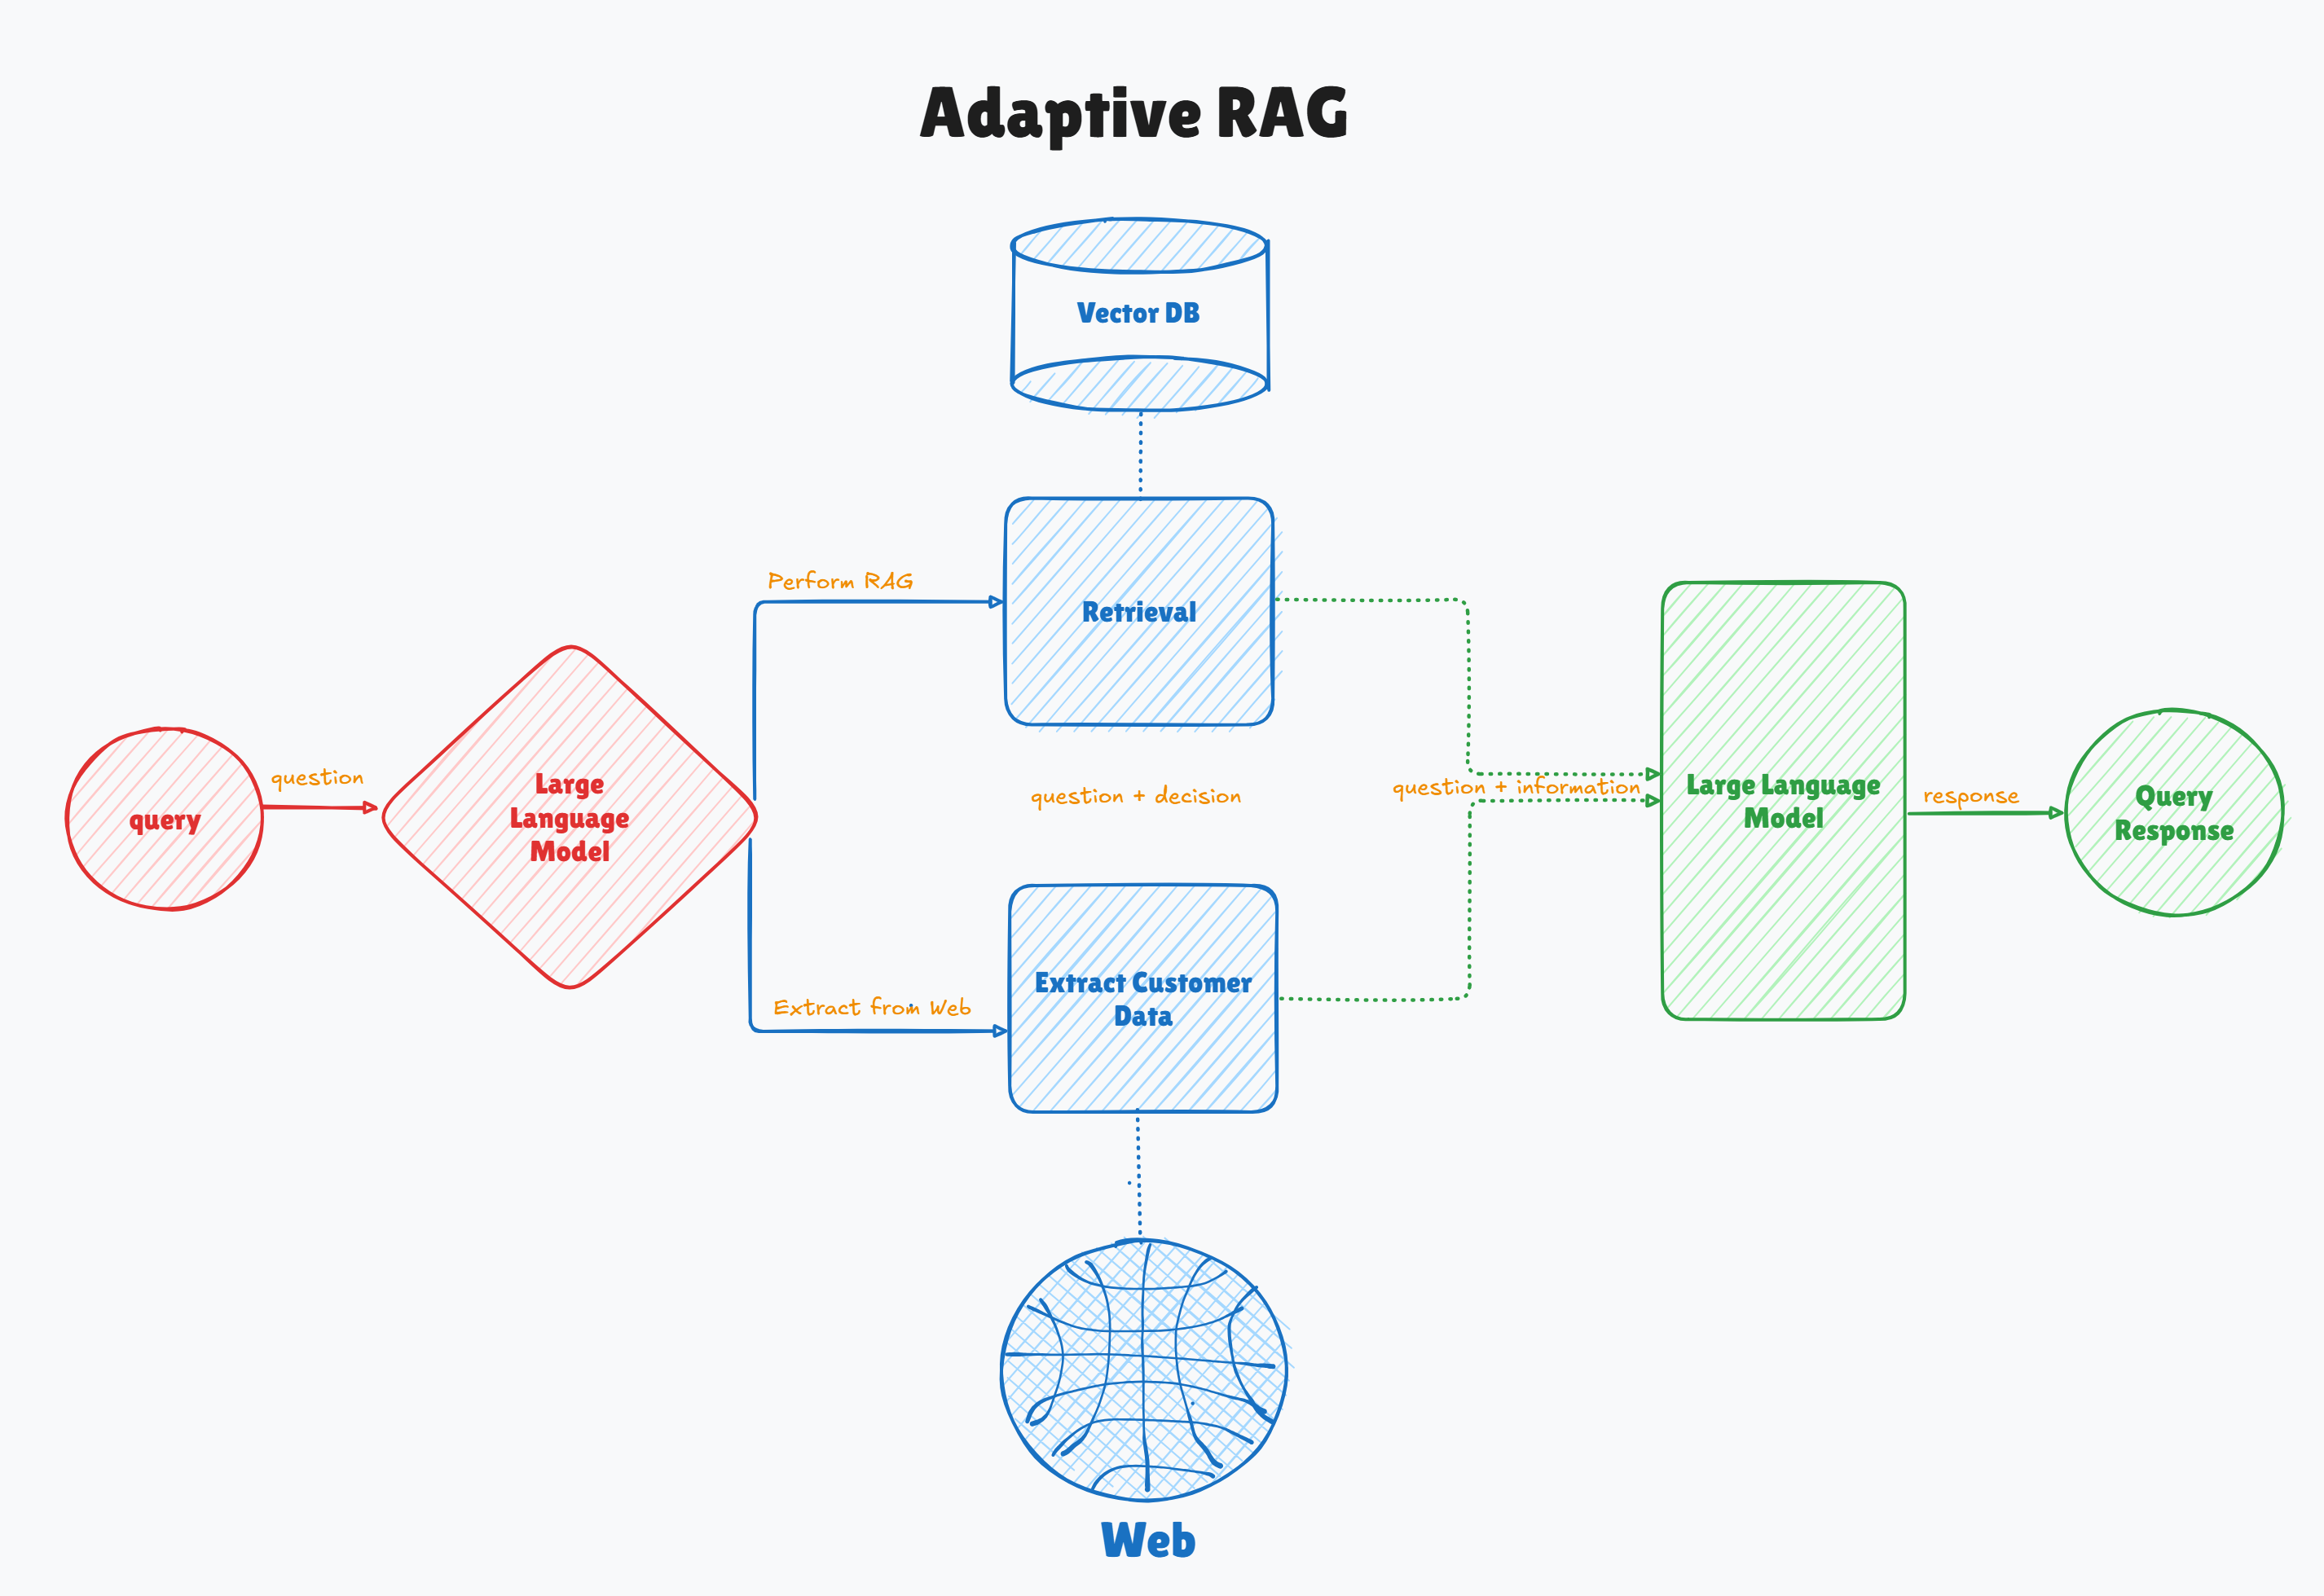 Adaptive RAG
Vector DB
Perform RAG
Retrieval
question
query
Large
Language
Model
question + decision
question + information
Large Language
Model
response
Query
Response
Extract from Web
Extract Customer
Data
Web